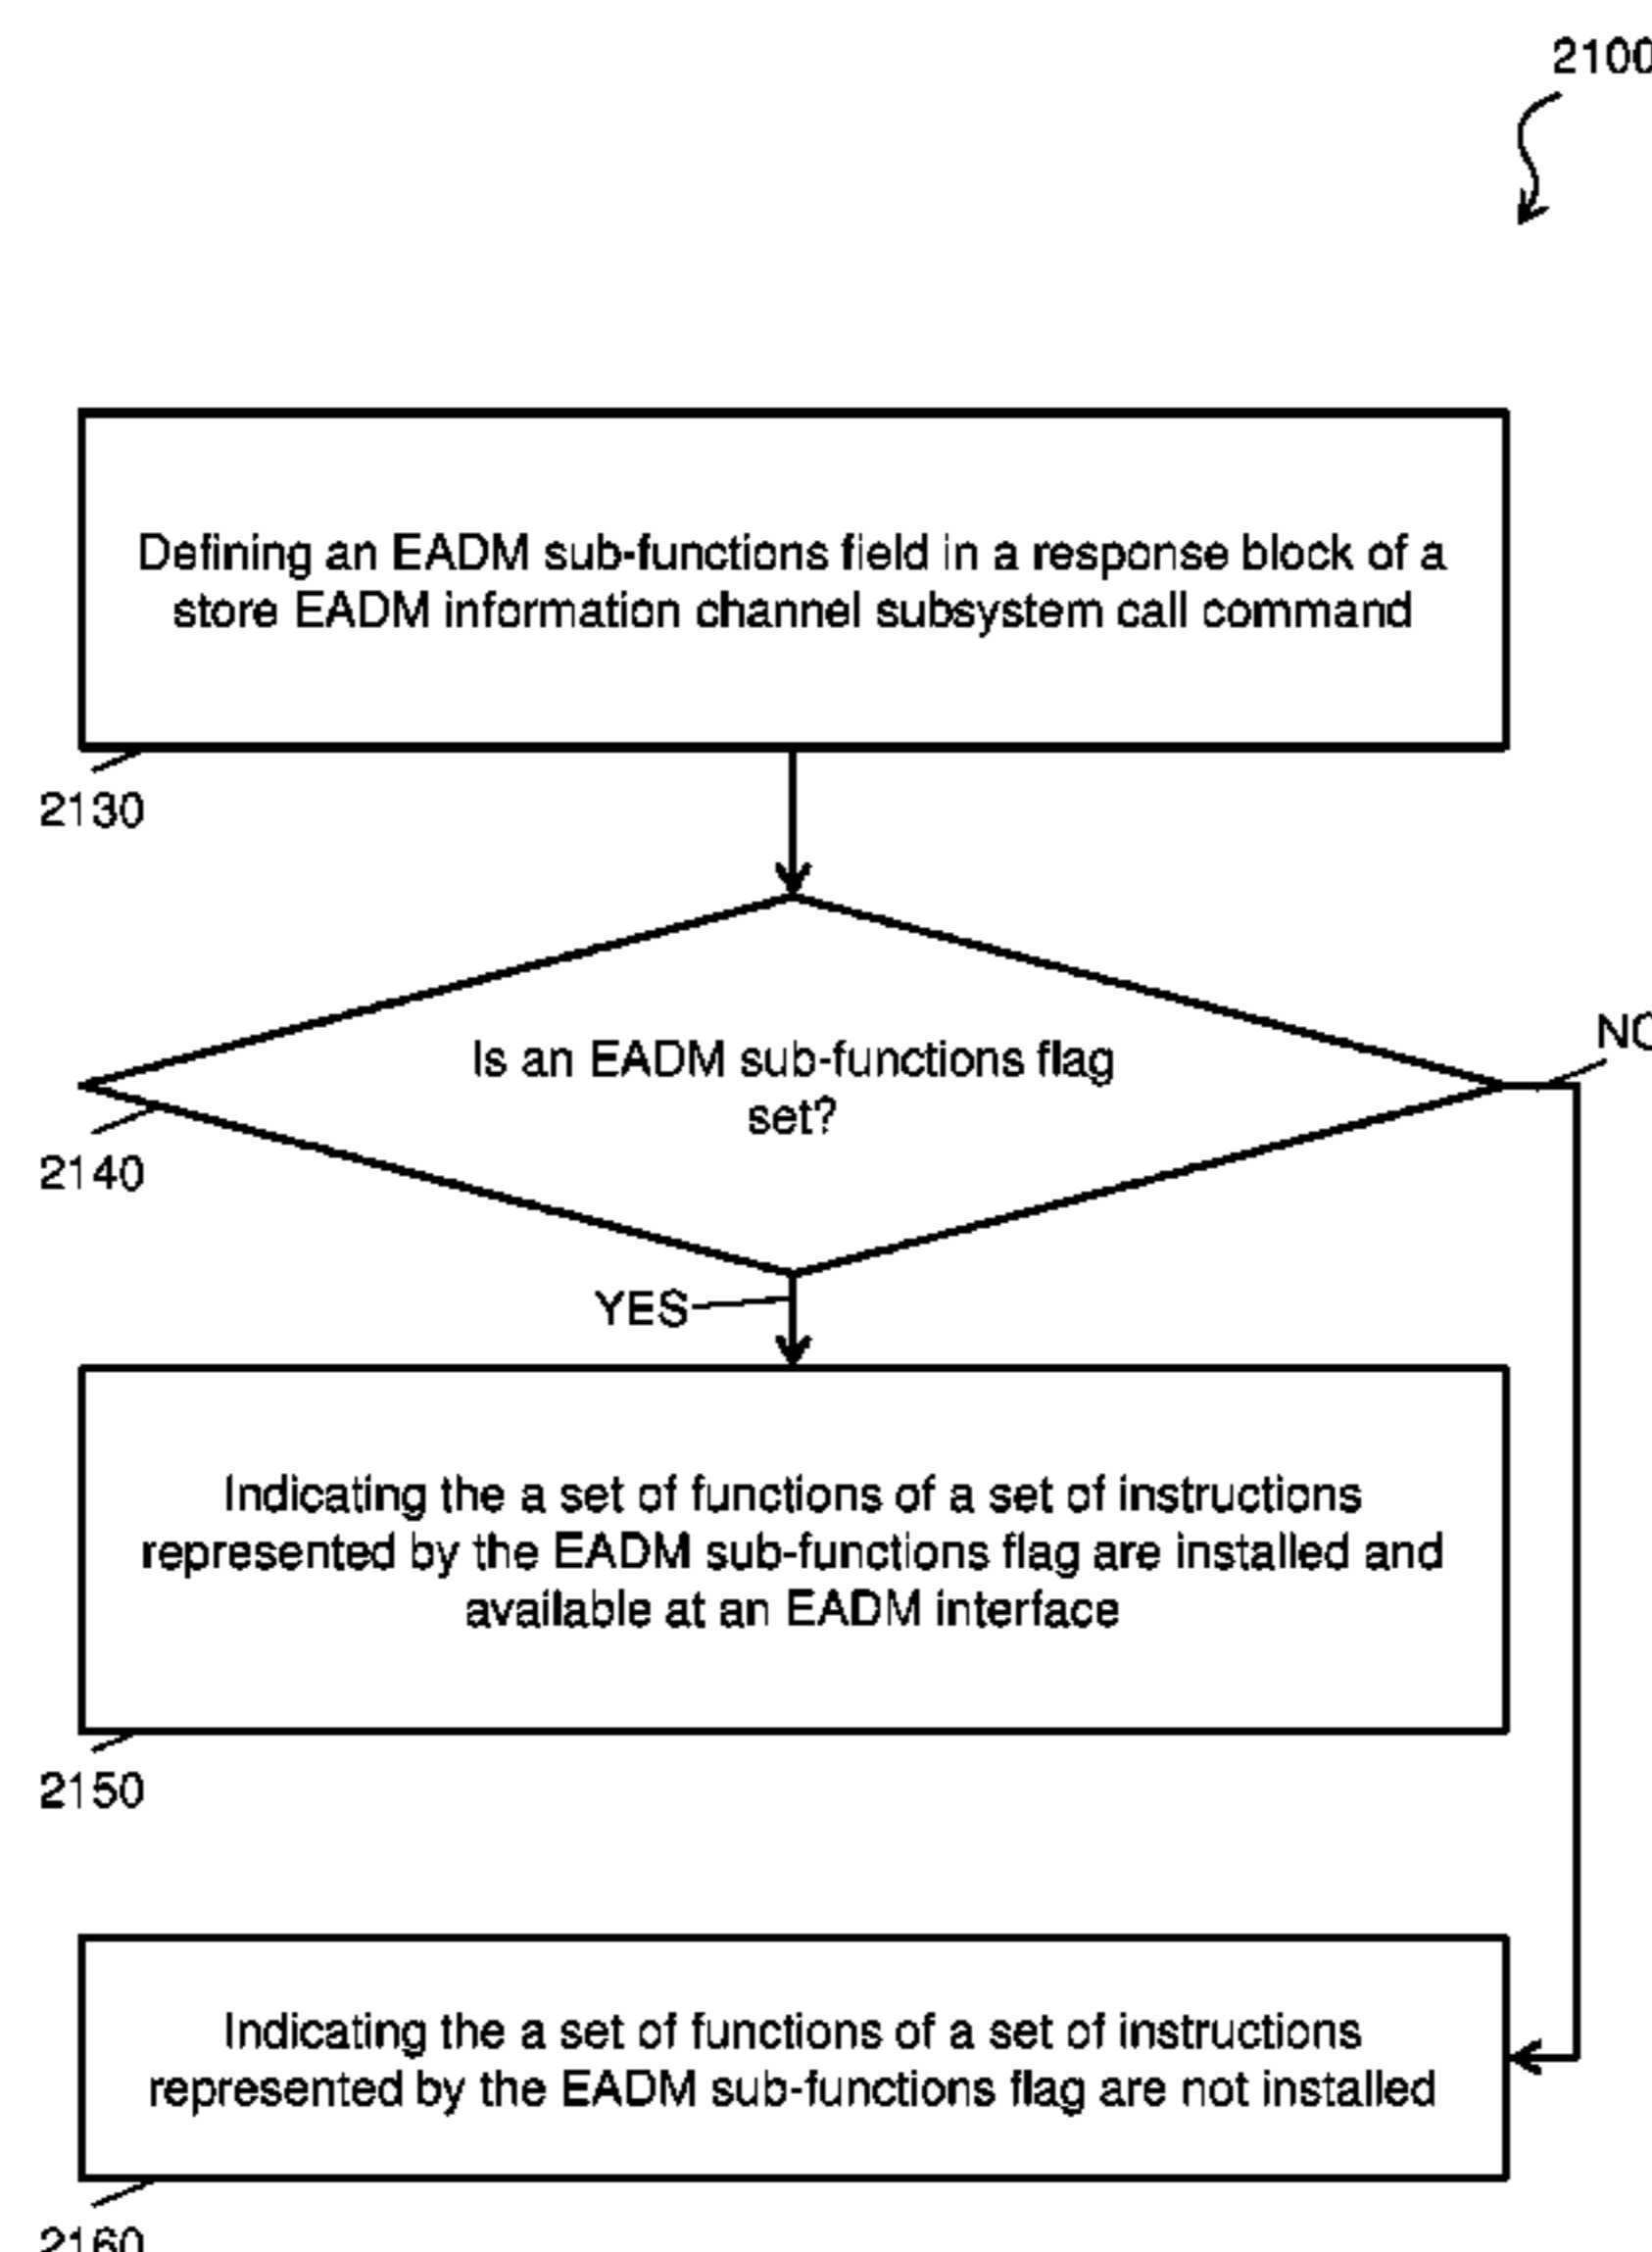 2100
Defining an EADM sub-functions field in a response block of a
store EADM information channel subsystem call command
2130
Is an EADM sub-functions flag
set?
NO
2140
YES
Indicating the a set of functions of a set of instructions
represented by the EADM sub-functions flag are installed and
available at an EADM interface
2150
Indicating the a set of functions of a set of instructions
represented by the EADM sub-functions flag are not installed
2160